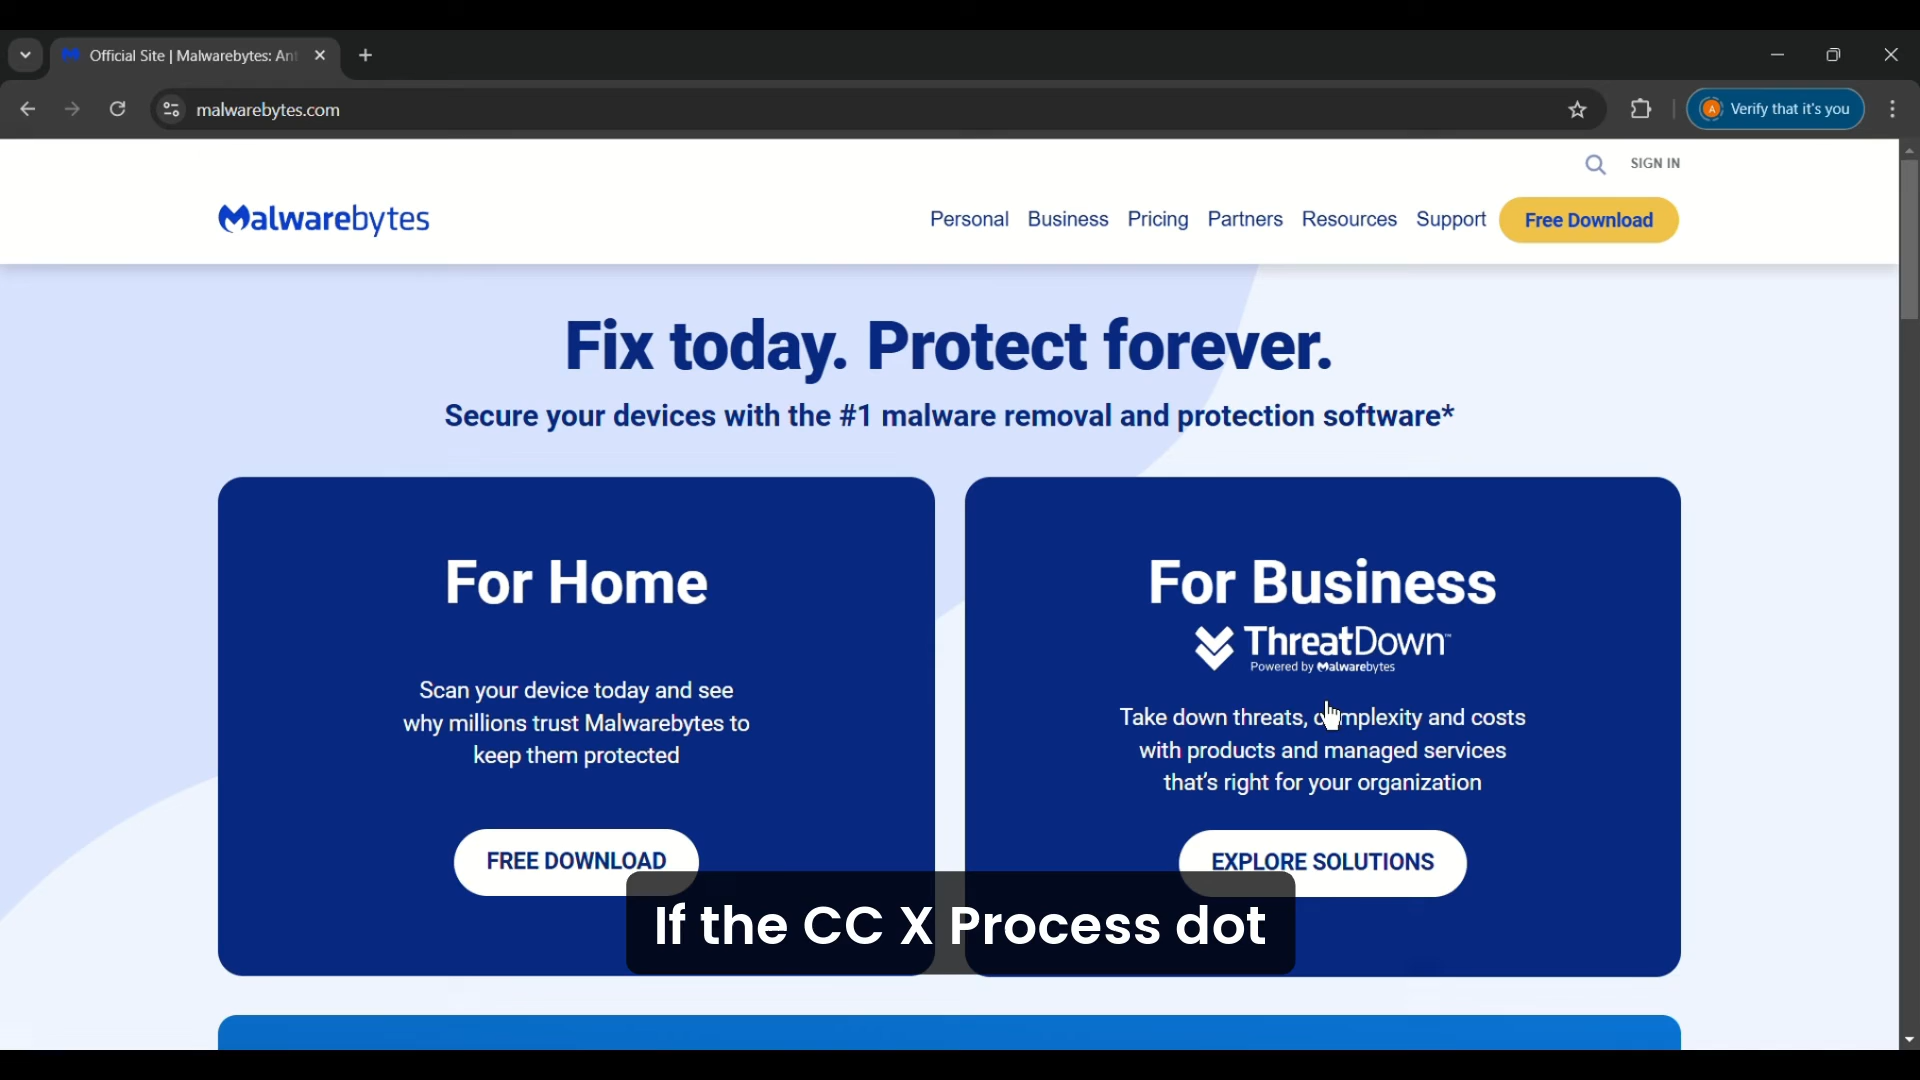 Official Site | Malwarebytes: Ant
malwarebytes.com
Verify that it's you
SIGN IN
Malwarebytes
Personal Business Pricing Partners Resources Support Free Download
Fix today. Protect forever.
Secure your devices with the #1 malware removal and protection software*
For Home
Scan your device today and see
why millions trust Malwarebytes to
keep them protected
FREE DOWNLOAD
For Business
ThreatDown
Powered by Malwarebytes
Take down threats, complexity and costs
with products and managed services
that's right for your organization
EXPLORE SOLUTIONS
If the CC X Process dot